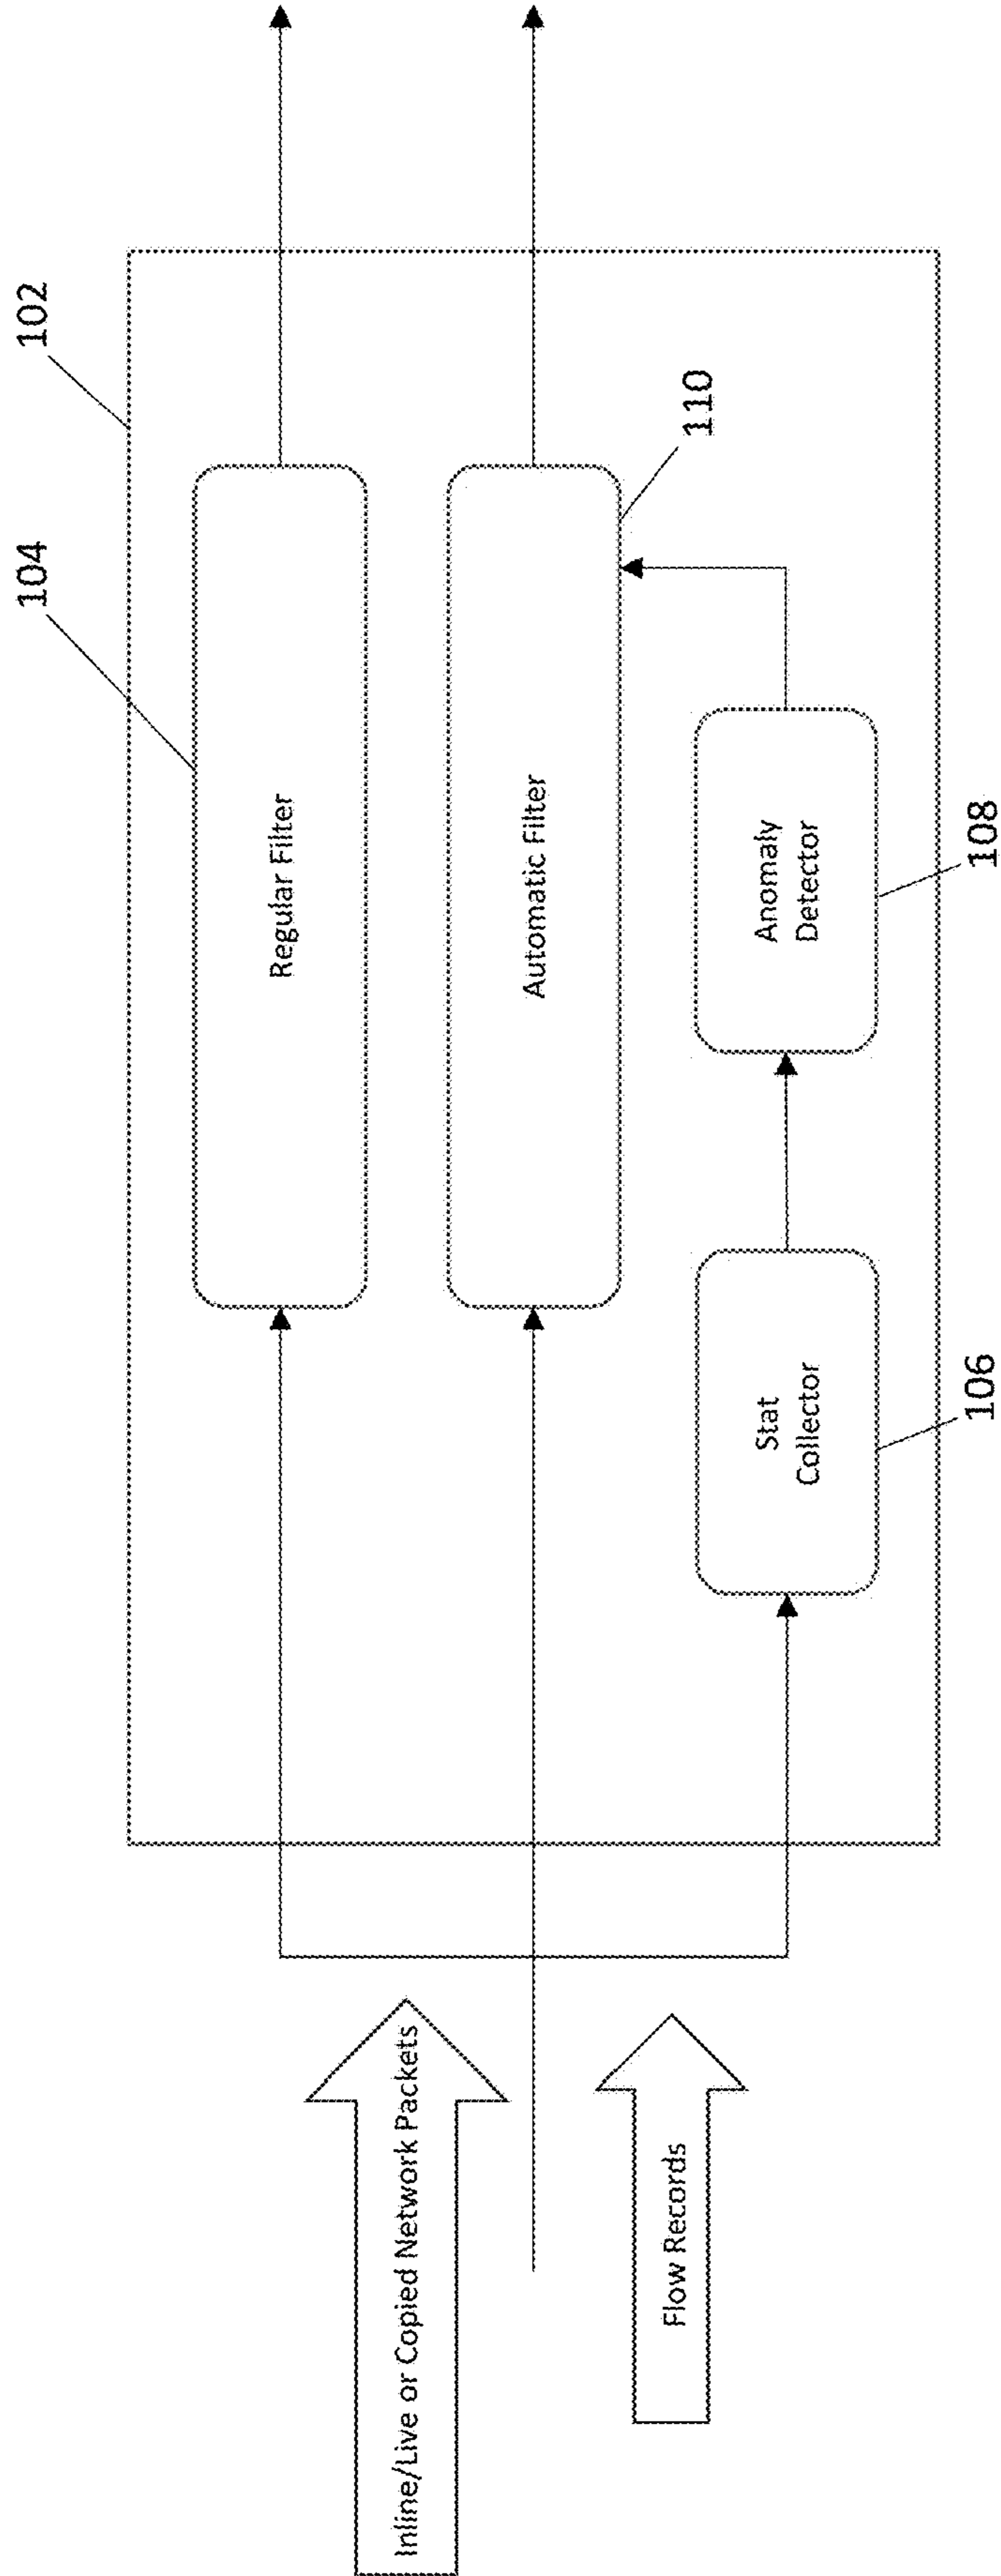 102
104
Regular Filter
Automatic Filter
110
Anomaly
Detector
108
Stat
Collector
106
Inline/Live or Copied Network Packets
Flow Records